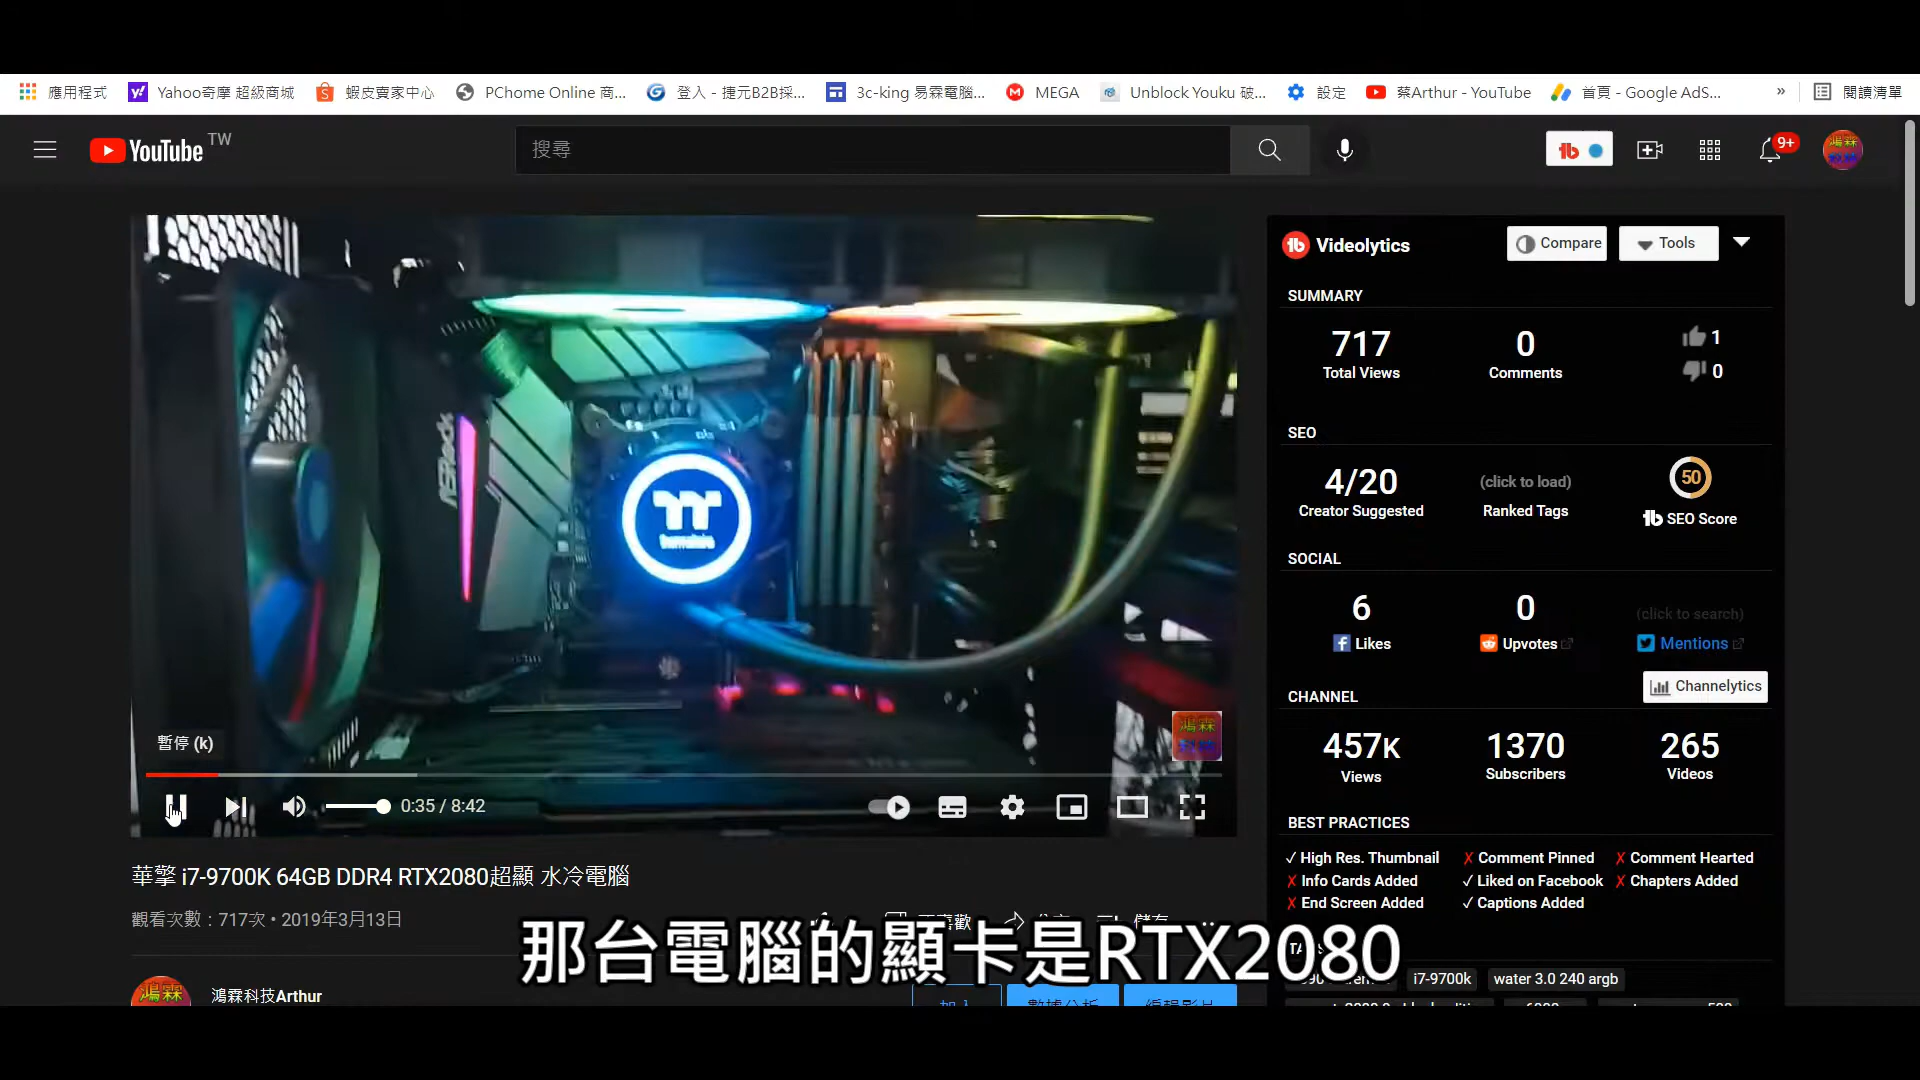 應用程式 Yahoo奇摩 超級商城 蝦皮賣家中心 PChome Online 商... 登入 - 捷元B2B採... 3c-king 易霖電腦... MEGA Unblock Youku 破... 設定 蔡Arthur - YouTube 首頁 - Google AdS... » 閱讀清單
YouTube TW 搜尋 9+ 鴻霖
ASRock
暫停 (k)
鴻霖
0:35 / 8:42
華擎 i7-9700K 64GB DDR4 RTX2080超顯 水冷電腦
觀看次數：717次 • 2019年3月13日
鴻霖科技Arthur
鴻霖
Videolytics Compare Tools
SUMMARY
717 0 1
Total Views Comments 0
SEO
4/20 (click to load) 50
Creator Suggested Ranked Tags SEO Score
SOCIAL
6 0 (click to search)
Likes Upvotes Mentions
Channelytics
CHANNEL
457K 1370 265
Views Subscribers Videos
BEST PRACTICES
✓ High Res. Thumbnail ✗ Comment Pinned ✗ Comment Hearted
✗ Info Cards Added ✓ Liked on Facebook ✗ Chapters Added
✗ End Screen Added ✓ Captions Added
i7-9700k water 3.0 240 argb
那台電腦的顯卡是RTX2080